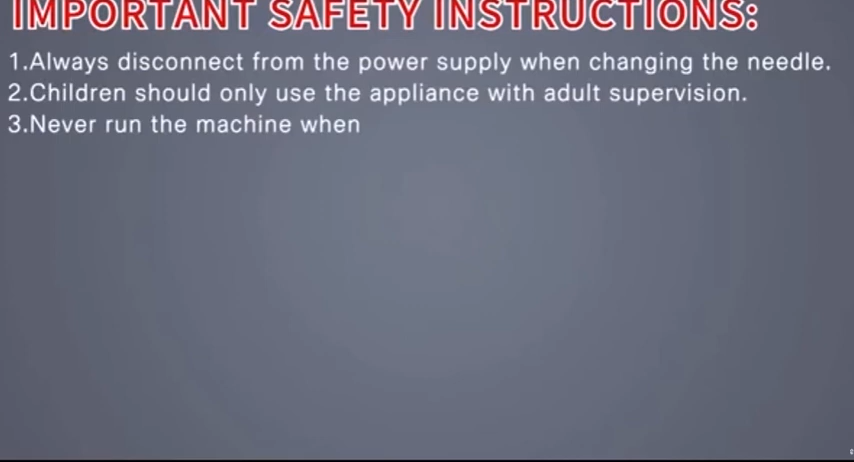 IMPORTANT SAFETY INSTRUCTIONS:
1.Always disconnect from the power supply when changing the needle.
2.Children should only use the appliance with adult supervision.
3.Never run the machine when